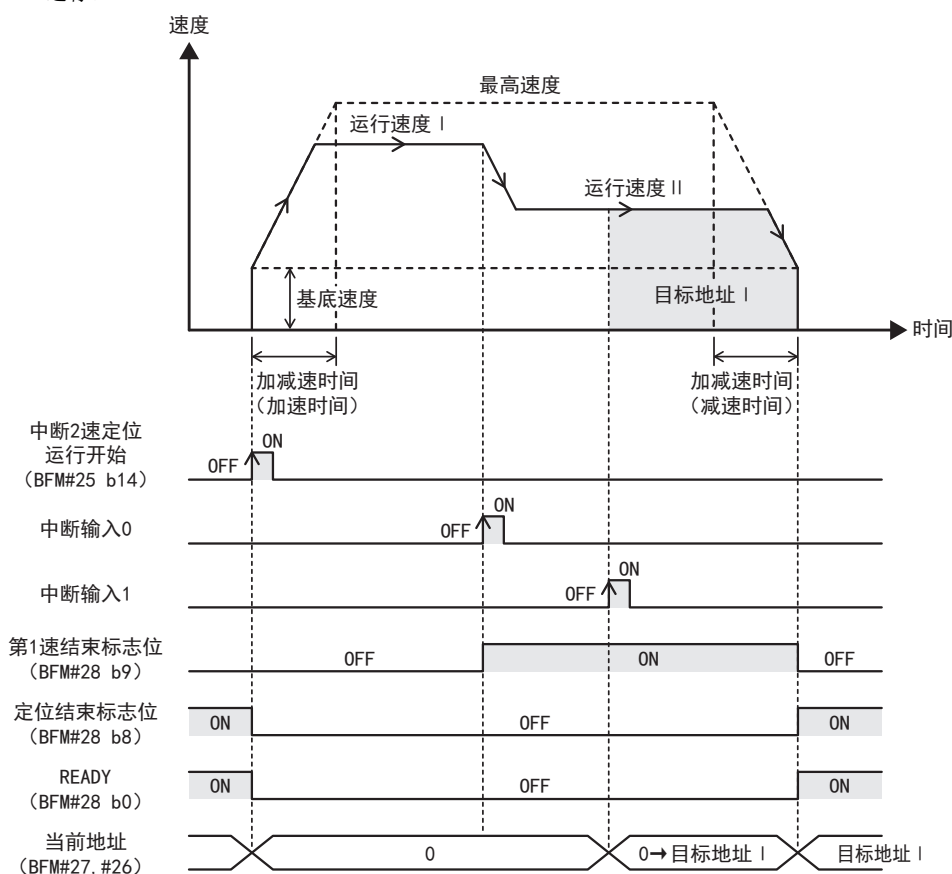 速度
最高速度
运行速度Ⅰ
运行速度Ⅱ
基底速度
目标地址Ⅰ
时间
加减速时间
（加速时间）
加减速时间
（减速时间）
中断2速定位
运行开始
（BFM#25 b14）
OFF
ON
中断输入0
OFF
ON
中断输入1
OFF
ON
第1速结束标志位
（BFM#28 b9）
OFF
ON
OFF
定位结束标志位
（BFM#28 b8）
ON
OFF
ON
READY
（BFM#28 b0）
ON
OFF
ON
当前地址
（BFM#27.#26）
0
0→目标地址Ⅰ
目标地址Ⅰ